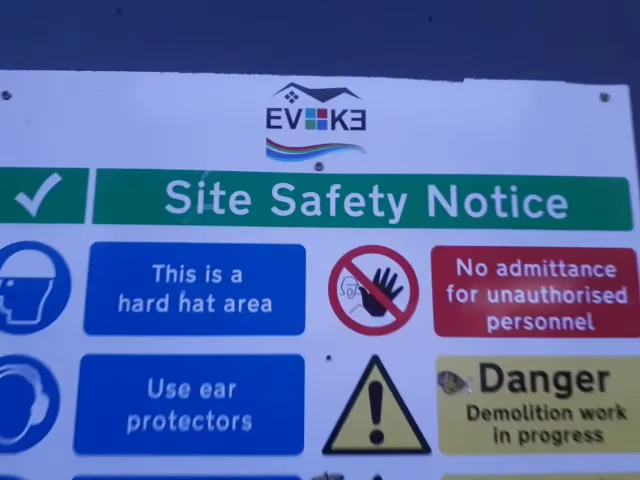 EVOKE
Site Safety Notice
This is a
hard hat area
No admittance
for unauthorised
personnel
Use ear
protectors
Danger
Demolition work
in progress